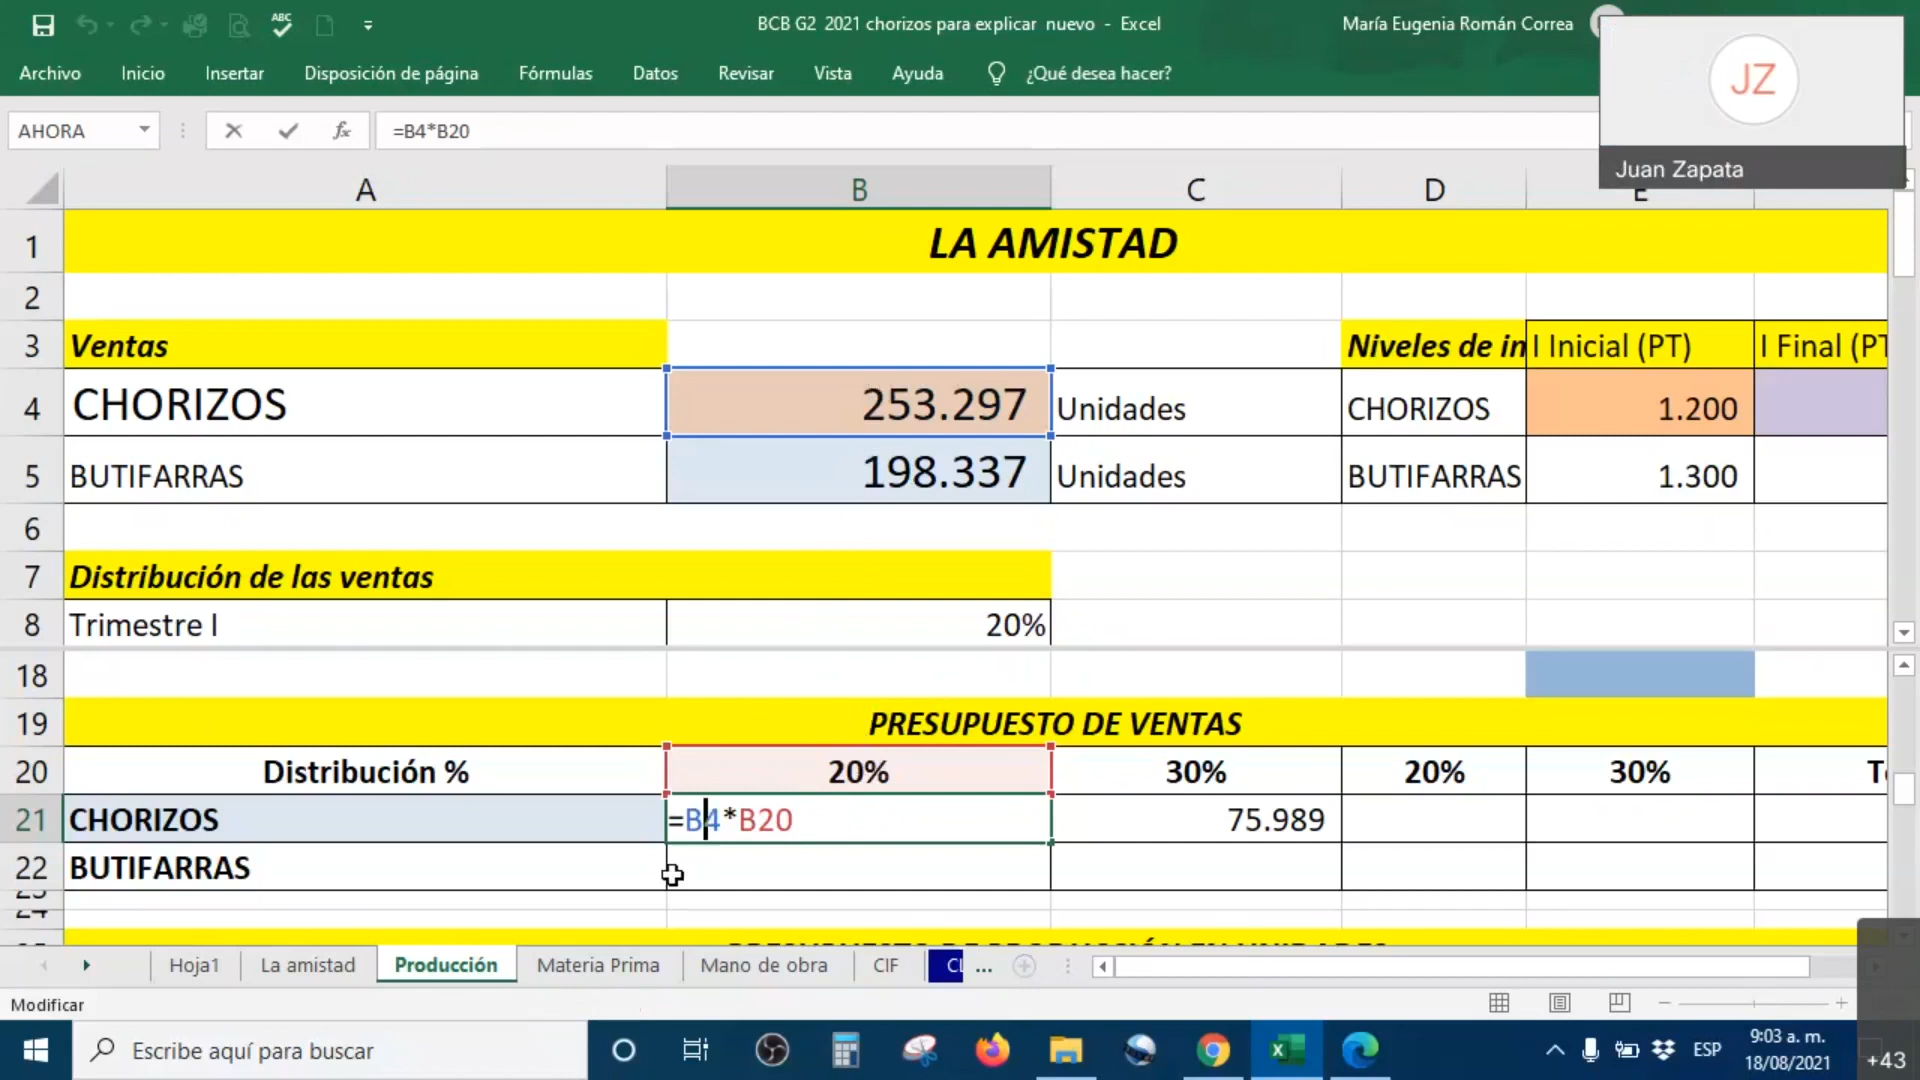 ABC
BCB G2 2021 chorizos para explicar nuevo - Excel
María Eugenia Román Correa
Archivo Inicio Insertar Disposición de página Fórmulas Datos Revisar Vista Ayuda ¿Qué desea hacer?
JZ
Juan Zapata
AHORA fx =B4*B20
A B C D E
1 LA AMISTAD
2
3 Ventas Niveles de in I Inicial (PT) I Final (PT
4 CHORIZOS 253.297 Unidades CHORIZOS 1.200
5 BUTIFARRAS 198.337 Unidades BUTIFARRAS 1.300
6
7 Distribución de las ventas
8 Trimestre I 20%
18
19 PRESUPUESTO DE VENTAS
20 Distribución % 20% 30% 20% 30%
21 CHORIZOS =B4*B20 75.989
22 BUTIFARRAS
24
Hoja1 La amistad Producción Materia Prima Mano de obra CIF CL ...
Modificar
Escribe aquí para buscar
ESP
9:03 a. m.
18/08/2021
+43